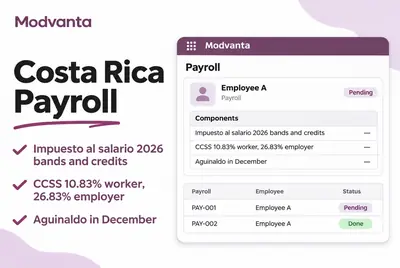 Modvanta
Costa Rica
Payroll
Impuesto al salario 2026
bands and credits
CCSS 10.83% worker,
26.83% employer
Aguinaldo in December
Modvanta
Payroll
Employee A
Payroll
Pending
Components
Impuesto al salario 2026 bands and credits —
CCSS 10.83% worker, 26.83% employer —
Aguinaldo in December —
Payroll Employee Status
PAY-001 Employee A Pending
PAY-002 Employee A Done